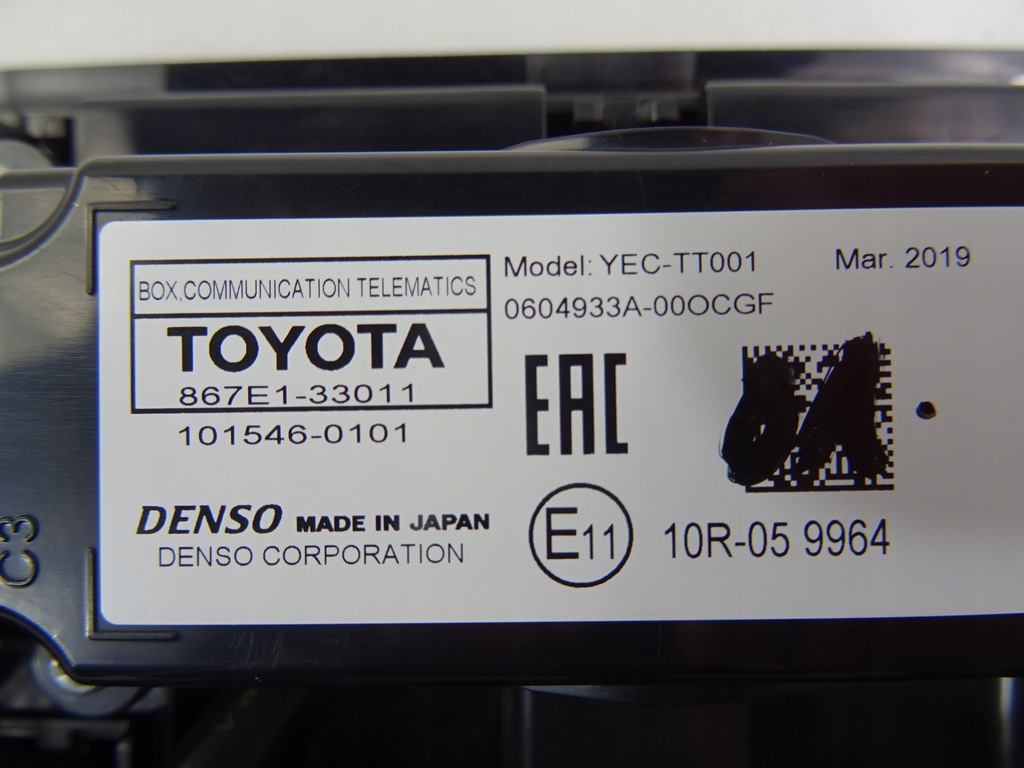 BOX,COMMUNICATION TELEMATICS
TOYOTA
867E1-33011
101546-0101
DENSO MADE IN JAPAN
DENSO CORPORATION
Model: YEC-TT001
Mar. 2019
0604933A-00OCGF
EAC
E11
10R-05 9964
C3